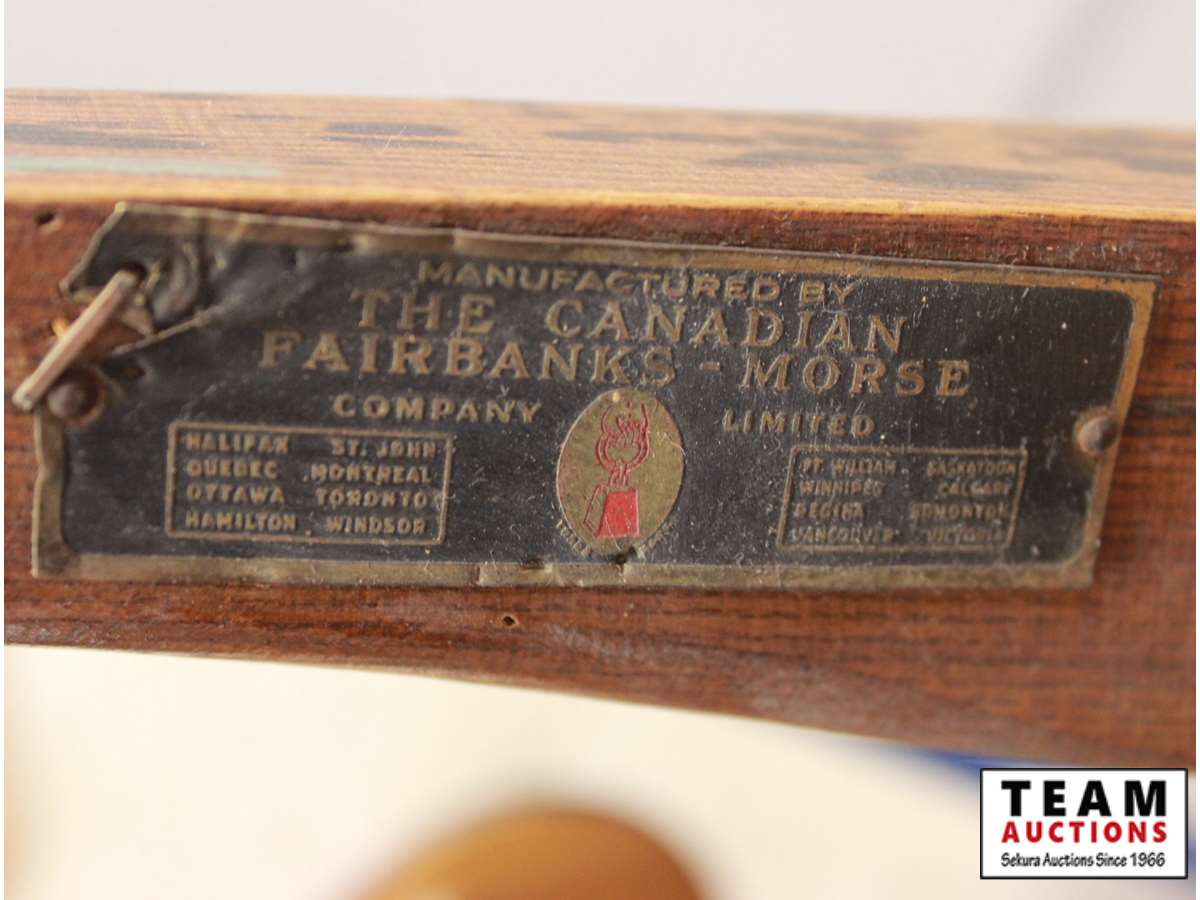 MANUFACTURED BY
THE CANADIAN
FAIRBANKS - MORSE
COMPANY LIMITED
HALIFAX ST. JOHN
QUEBEC MONTREAL
OTTAWA TORONTO
HAMILTON WINDSOR
FT. WILLIAM SASKATOON
WINNIPEG CALGARY
REGINA EDMONTON
VANCOUVER VICTORIA
TEAM
AUCTIONS
Sekura Auctions Since 1966